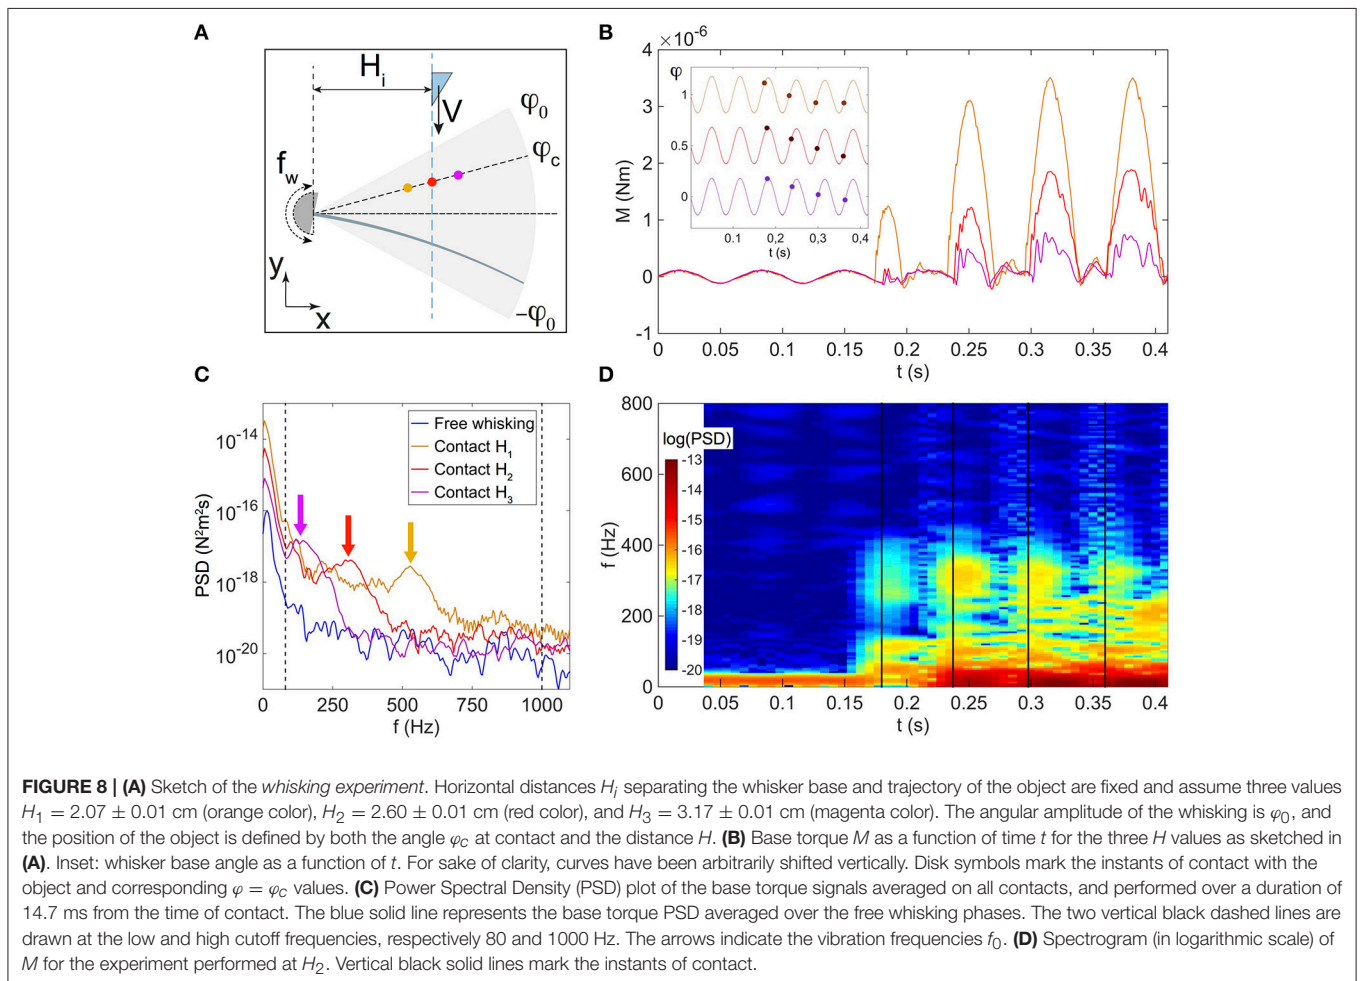 A
H_i
V
φ_0
φ_c
f_w
−φ_0
y
x
B
×10^-6
4
3
2
1
0
-1
M (Nm)
φ
1
0.5
0
0.1
0,2
0,3
0,4
t (s)
0
0.05
0.1
0.15
0.2
0.25
0.3
0.35
0.4
t (s)
C
10^-14
10^-16
10^-18
10^-20
PSD (N²m²s)
Free whisking
Contact H_1
Contact H_2
Contact H_3
0
250
500
750
1000
f (Hz)
D
800
600
400
200
0
f (Hz)
log(PSD)
-13
-14
-15
-16
-17
-18
-19
-20
0
0.05
0.1
0.15
0.2
0.25
0.3
0.35
0.4
t (s)
FIGURE 8 | (A) Sketch of the whisking experiment. Horizontal distances H_i separating the whisker base and trajectory of the object are fixed and assume three values
H_1 = 2.07 ± 0.01 cm (orange color), H_2 = 2.60 ± 0.01 cm (red color), and H_3 = 3.17 ± 0.01 cm (magenta color). The angular amplitude of the whisking is φ_0, and
the position of the object is defined by both the angle φ_c at contact and the distance H. (B) Base torque M as a function of time t for the three H values as sketched in
(A). Inset: whisker base angle as a function of t. For sake of clarity, curves have been arbitrarily shifted vertically. Disk symbols mark the instants of contact with the
object and corresponding φ = φ_c values. (C) Power Spectral Density (PSD) plot of the base torque signals averaged on all contacts, and performed over a duration of
14.7 ms from the time of contact. The blue solid line represents the base torque PSD averaged over the free whisking phases. The two vertical black dashed lines are
drawn at the low and high cutoff frequencies, respectively 80 and 1000 Hz. The arrows indicate the vibration frequencies f_0. (D) Spectrogram (in logarithmic scale) of
M for the experiment performed at H_2. Vertical black solid lines mark the instants of contact.